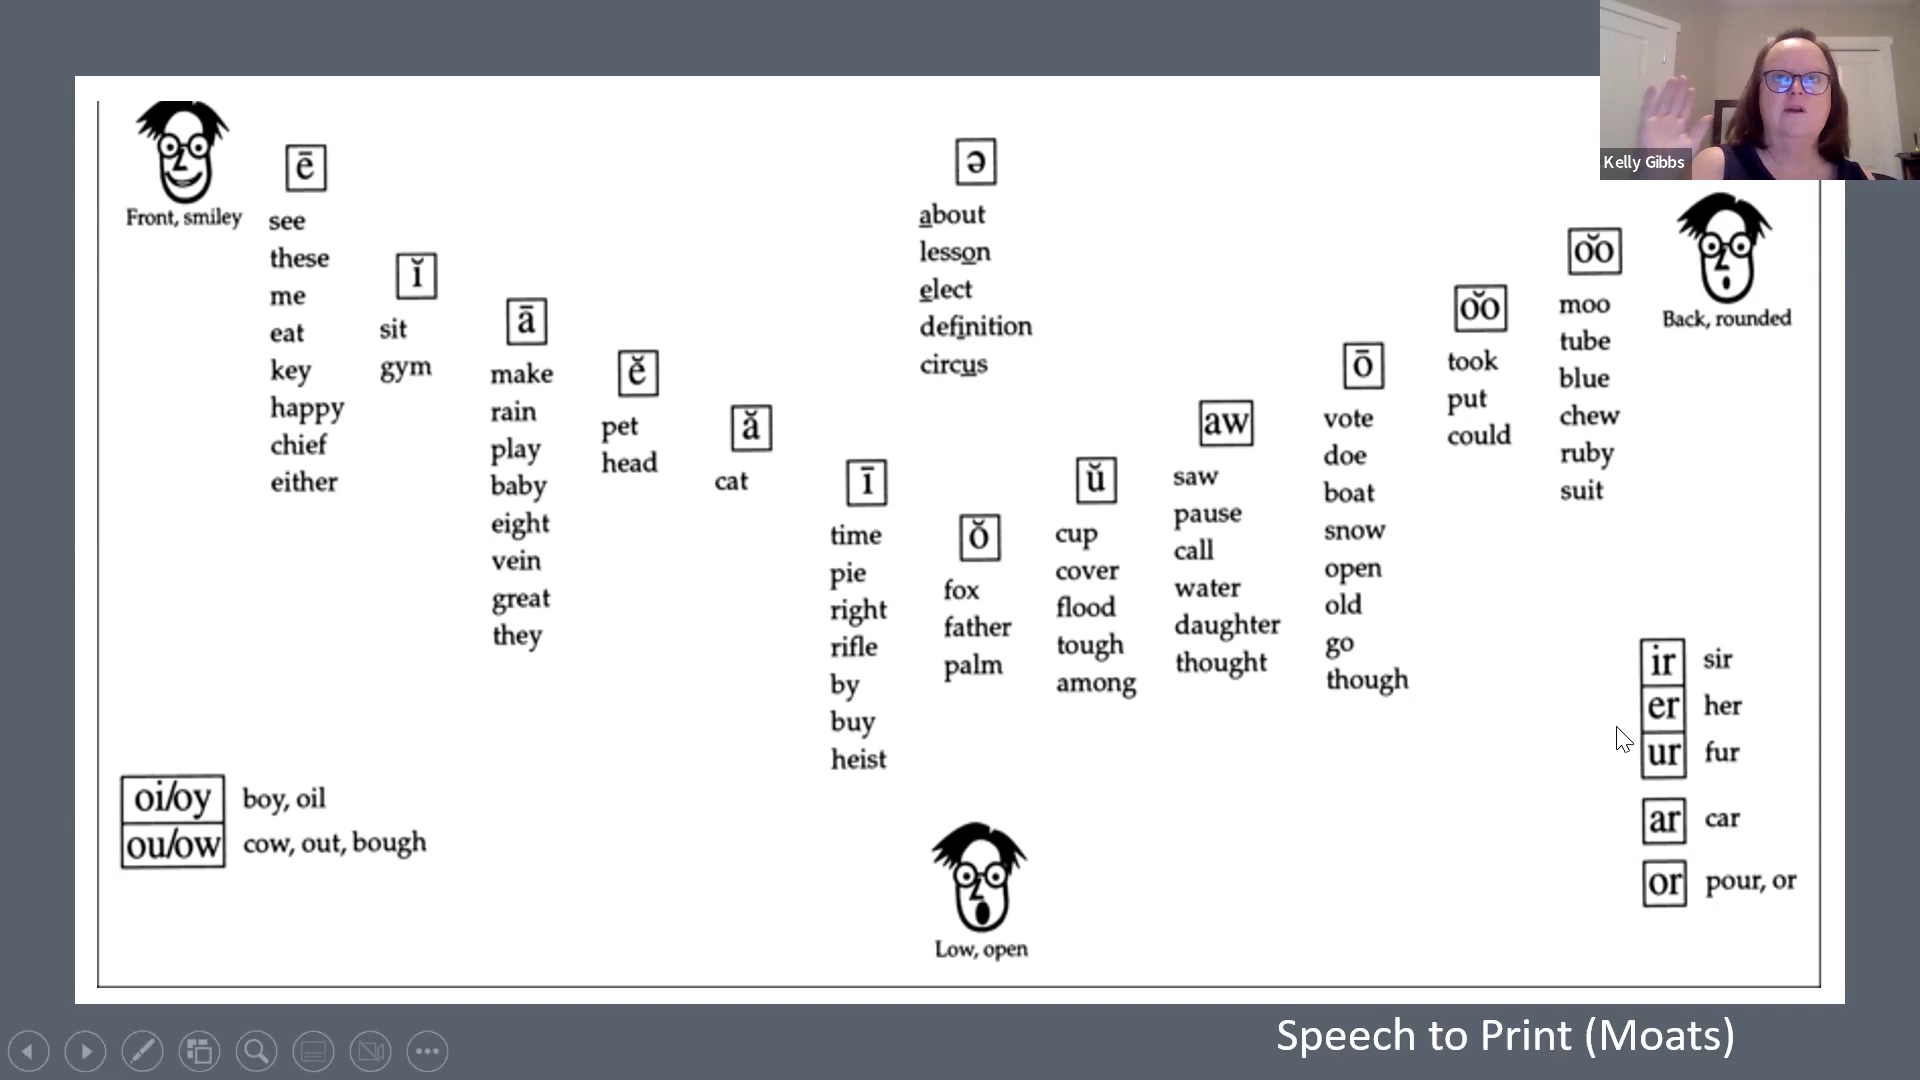 Kelly Gibbs
Front, smiley
ē
see
these
me
eat
key
happy
chief
either
ĭ
sit
gym
ā
make
rain
play
baby
eight
vein
great
they
ĕ
pet
head
ă
cat
ī
time
pie
right
rifle
by
buy
heist
ə
about
lesson
elect
definition
circus
ŏ
fox
father
palm
ŭ
cup
cover
flood
tough
among
aw
saw
pause
call
water
daughter
thought
ō
vote
doe
boat
snow
open
old
go
though
o͝o
took
put
could
o͝o
moo
tube
blue
chew
ruby
suit
Back, rounded
ir sir
er her
ur fur
ar car
or pour, or
oi/oy boy, oil
ou/ow cow, out, bough
Low, open
Speech to Print (Moats)